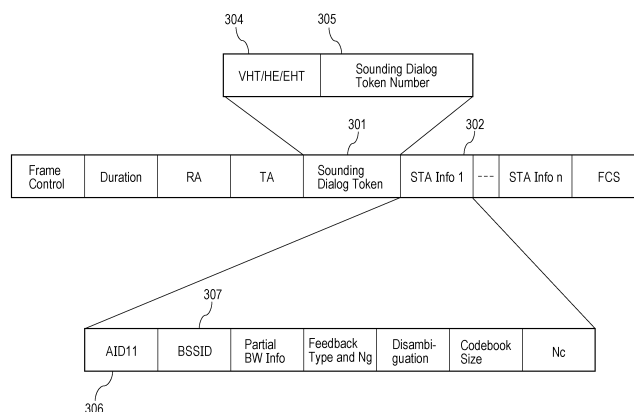 304
305
VHT/HE/EHT
Sounding Dialog
Token Number
301
302
Frame
Control
Duration
RA
TA
Sounding
Dialog Token
STA Info 1
---
STA Info n
FCS
307
AID11
BSSID
Partial
BW Info
Feedback
Type and Ng
Disambi-
guation
Codebook
Size
Nc
306